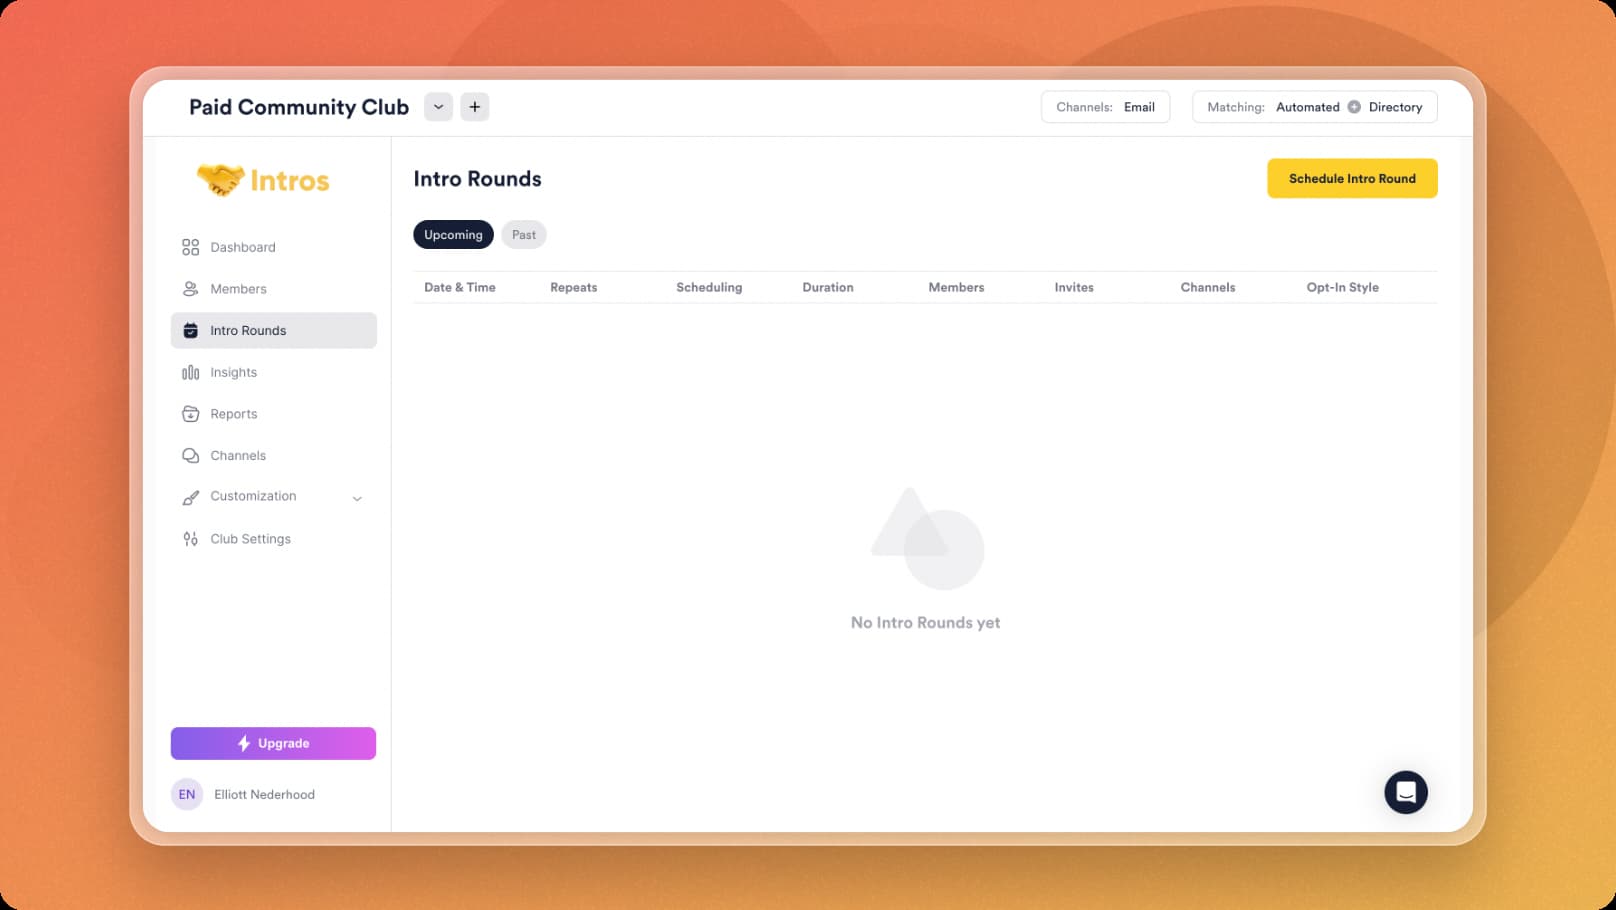 Paid Community Club
Channels: Email
Matching: Automated Directory
Intros
Dashboard
Members
Intro Rounds
Insights
Reports
Channels
Customization
Club Settings
Upgrade
EN Elliott Nederhood
Intro Rounds
Schedule Intro Round
Upcoming Past
Date & Time Repeats Scheduling Duration Members Invites Channels Opt-In Style
No Intro Rounds yet